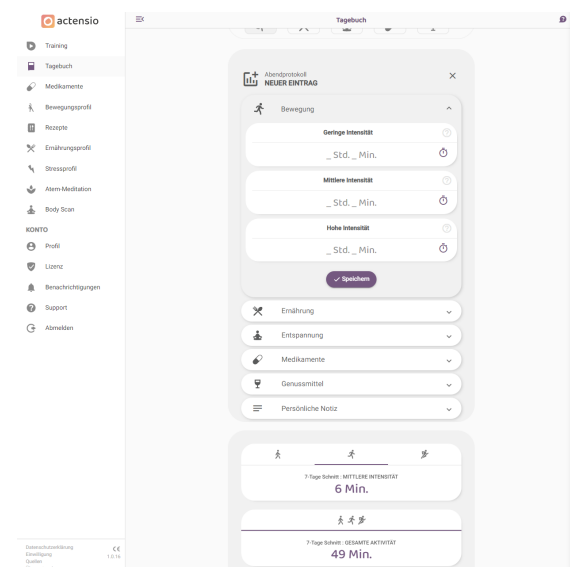 actensio
Tagebuch
Training
Tagebuch
Medikamente
Bewegungsprofil
Rezepte
Ernährungsprofil
Stressprofil
Atem-Meditation
Body Scan
KONTO
Profil
Lizenz
Benachrichtigungen
Support
Abmelden
Datenschutzerklärung
Einwilligung
Quellen
1.0.16
Abendprotokoll
NEUER EINTRAG
Bewegung
Geringe Intensität
_ Std. _ Min.
Mittlere Intensität
_ Std. _ Min.
Hohe Intensität
_ Std. _ Min.
Speichern
Ernährung
Entspannung
Medikamente
Genussmittel
Persönliche Notiz
7-Tage Schnitt : MITTLERE INTENSITÄT
6 Min.
7-Tage Schnitt : GESAMTE AKTIVITÄT
49 Min.